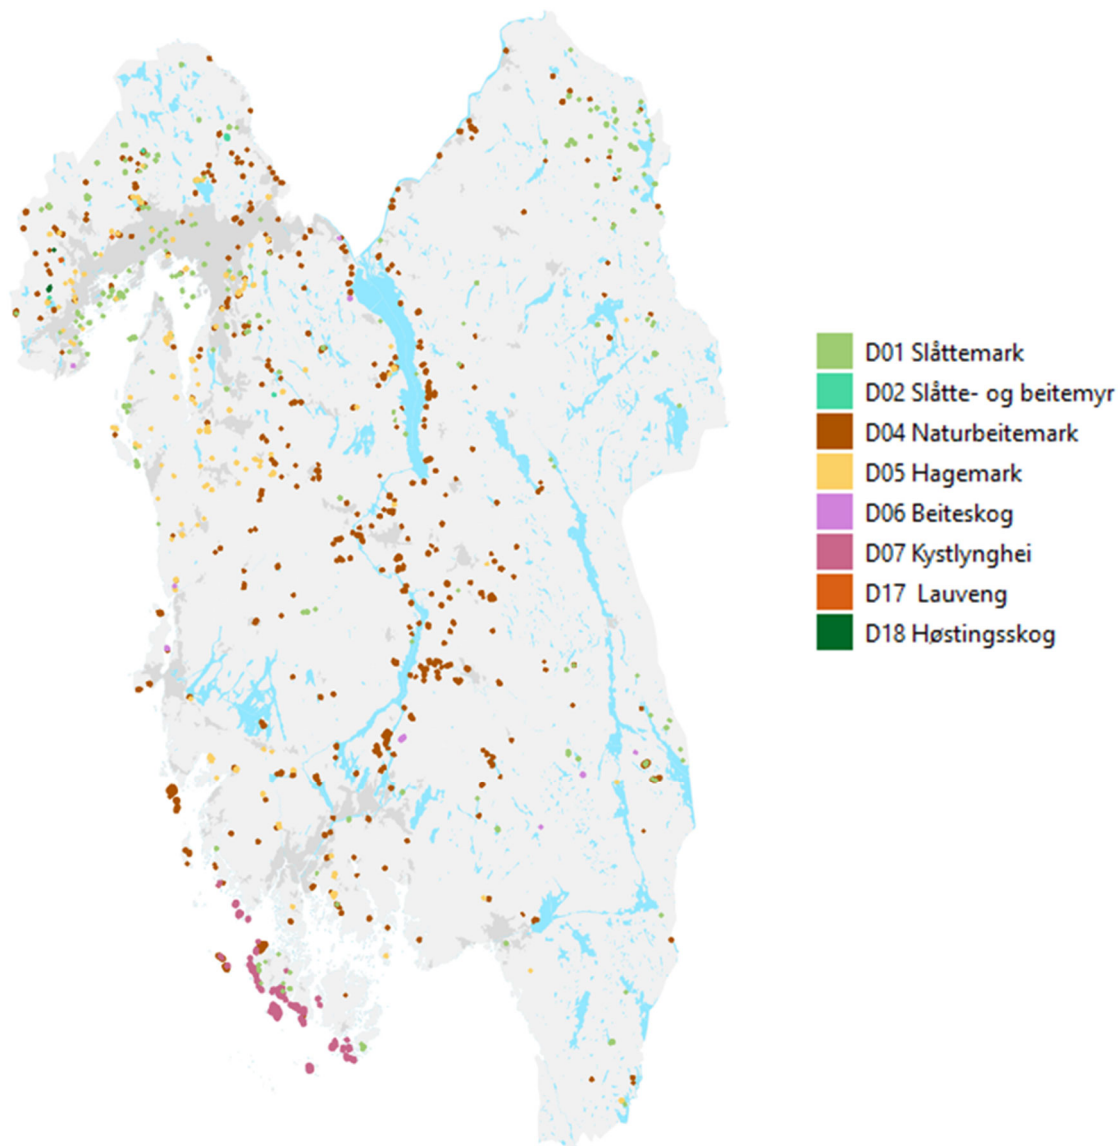 D01 Slåttemark
D02 Slåtte- og beitemyr
D04 Naturbeitemark
D05 Hagemark
D06 Beiteskog
D07 Kystlynghei
D17  Lauveng
D18 Høstingsskog